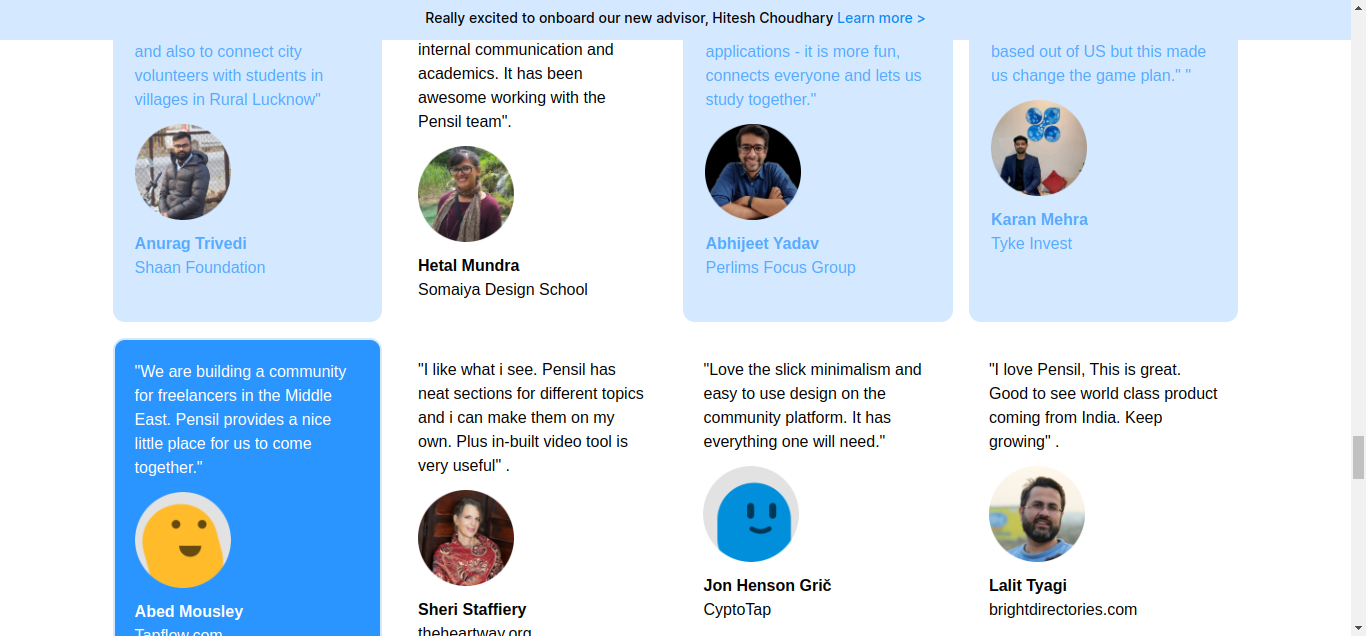 Really excited to onboard our new advisor, Hitesh Choudhary Learn more >
and also to connect city
volunteers with students in
villages in Rural Lucknow"
Anurag Trivedi
Shaan Foundation
internal communication and
academics. It has been
awesome working with the
Pensil team".
Hetal Mundra
Somaiya Design School
applications - it is more fun,
connects everyone and lets us
study together."
Abhijeet Yadav
Perlims Focus Group
based out of US but this made
us change the game plan." "
Karan Mehra
Tyke Invest
"We are building a community
for freelancers in the Middle
East. Pensil provides a nice
little place for us to come
together."
Abed Mousley
Tapflow.com
"I like what i see. Pensil has
neat sections for different topics
and i can make them on my
own. Plus in-built video tool is
very useful" .
Sheri Staffiery
theheartway.org
"Love the slick minimalism and
easy to use design on the
community platform. It has
everything one will need."
Jon Henson Grič
CyptoTap
"I love Pensil, This is great.
Good to see world class product
coming from India. Keep
growing" .
Lalit Tyagi
brightdirectories.com